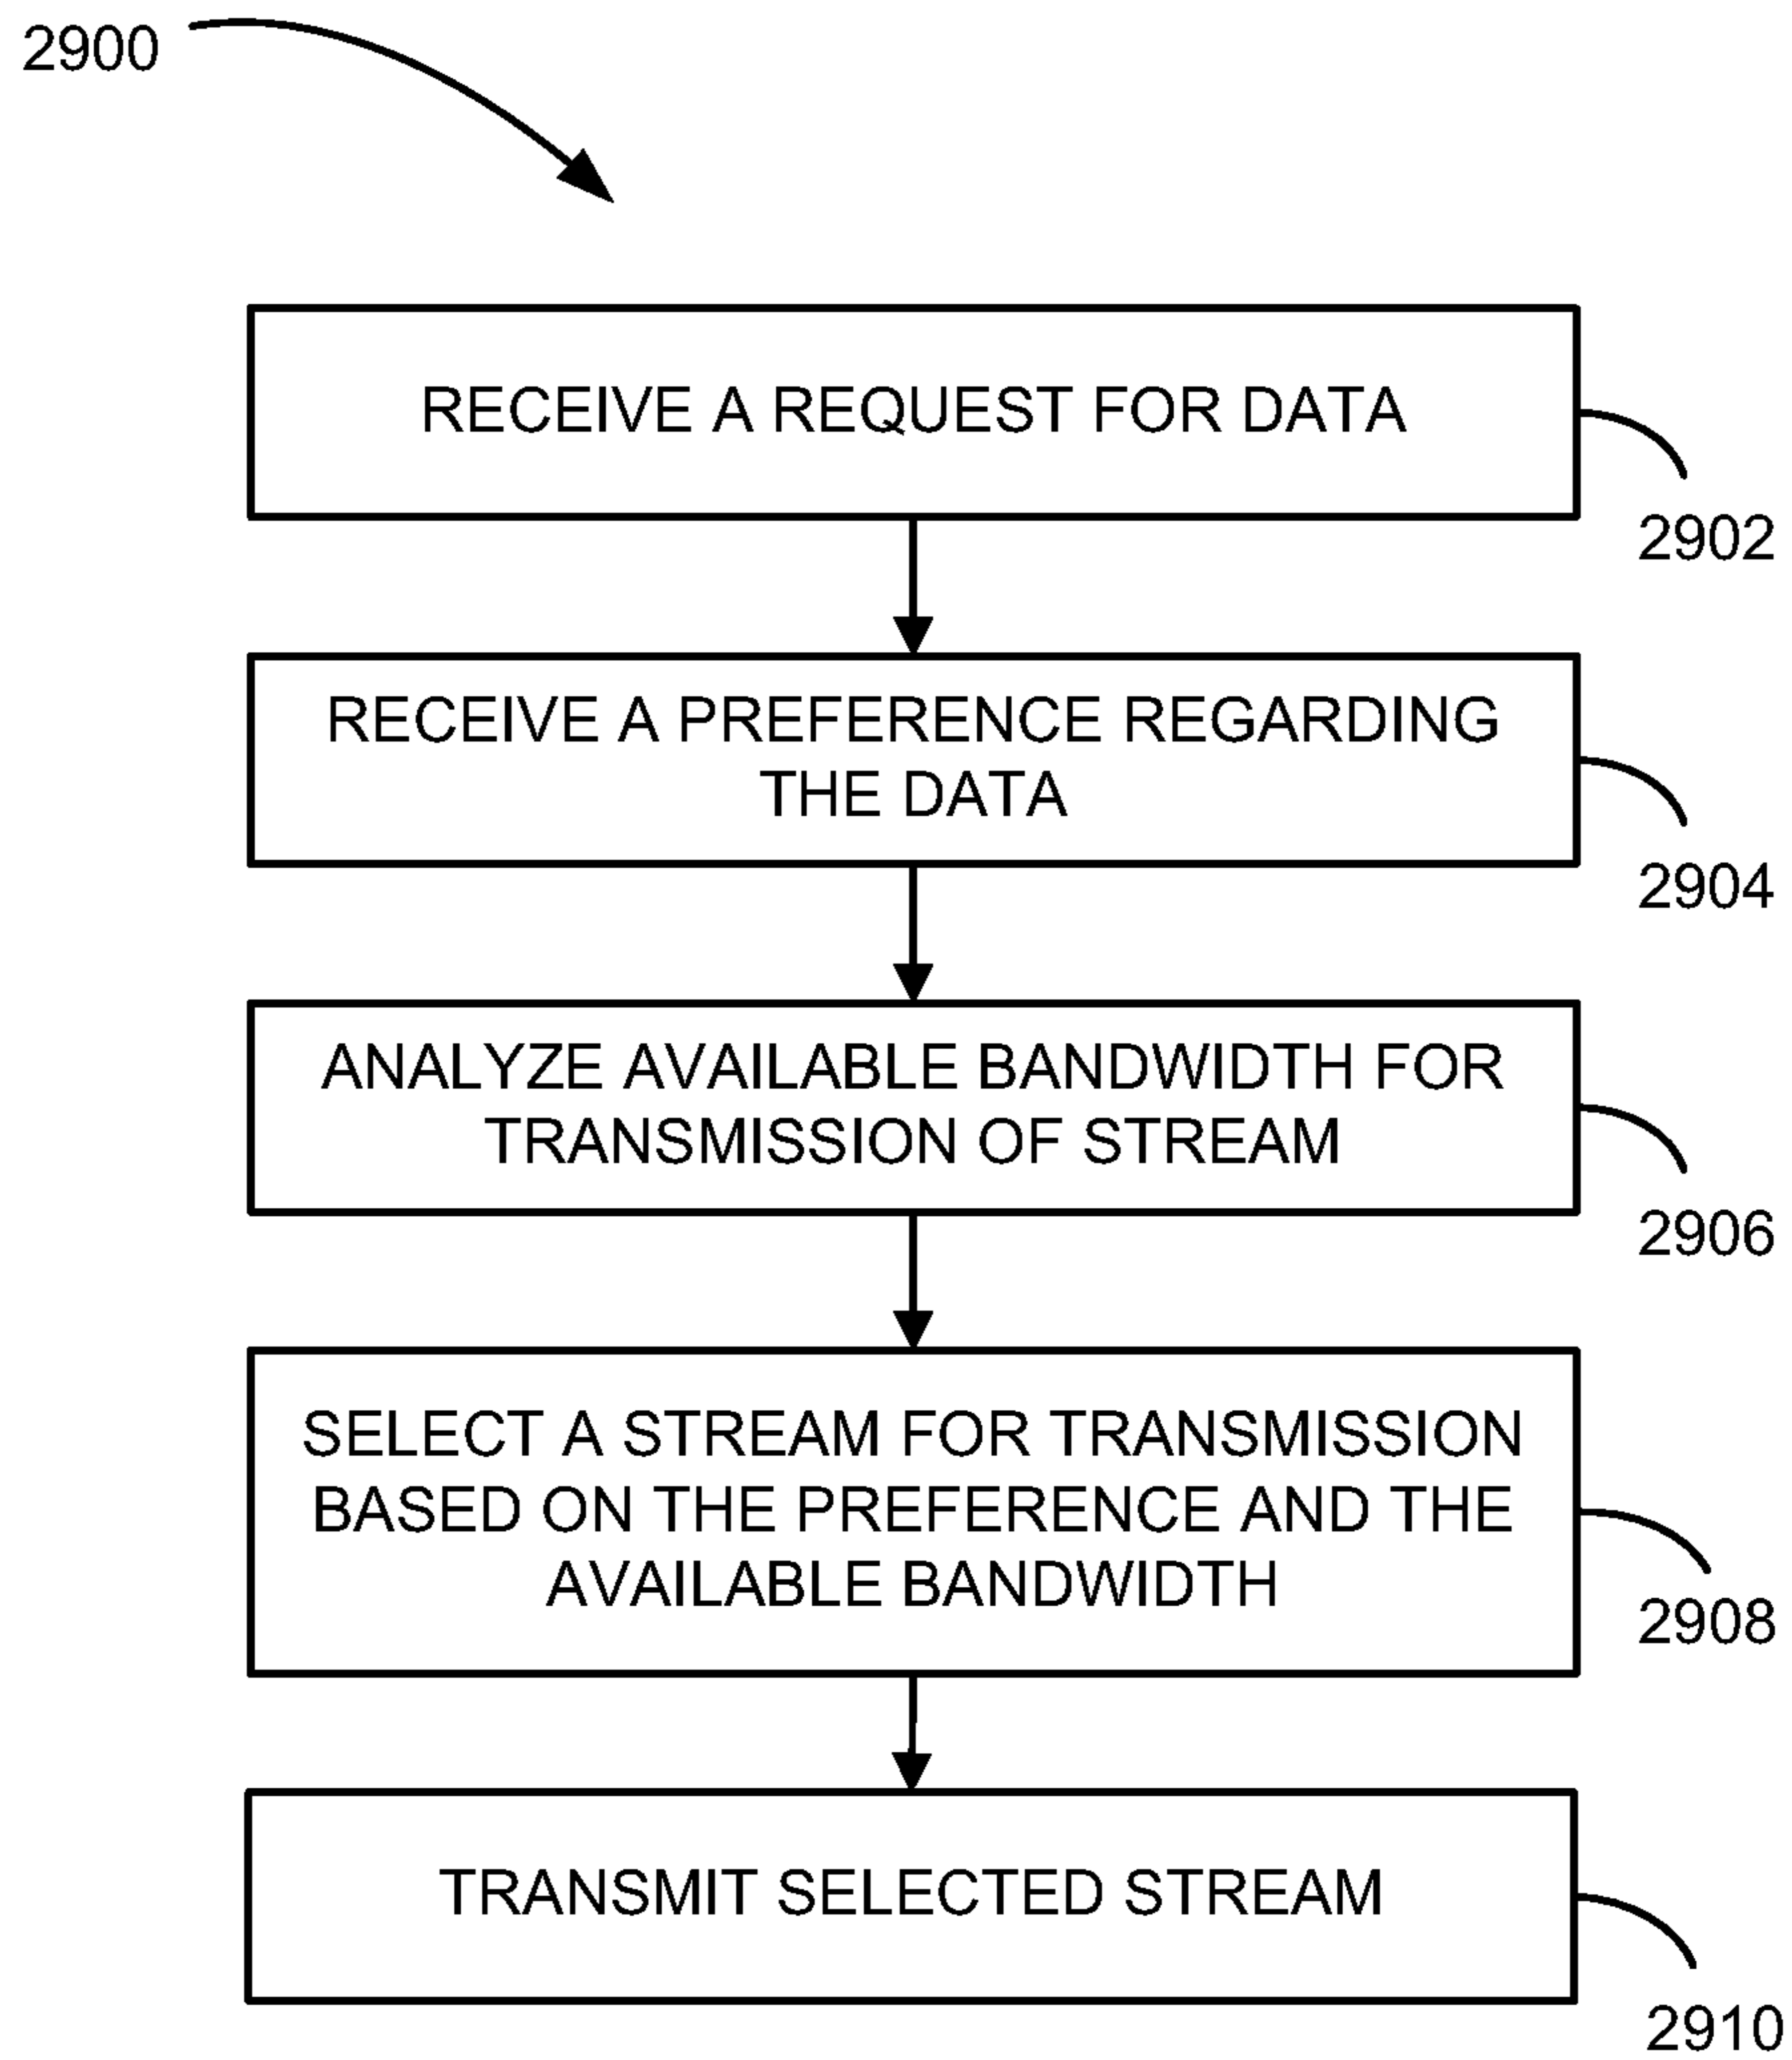 2900
RECEIVE A REQUEST FOR DATA
2902
RECEIVE A PREFERENCE REGARDING
THE DATA
2904
ANALYZE AVAILABLE BANDWIDTH FOR
TRANSMISSION OF STREAM
2906
SELECT A STREAM FOR TRANSMISSION
BASED ON THE PREFERENCE AND THE
AVAILABLE BANDWIDTH
2908
TRANSMIT SELECTED STREAM
2910